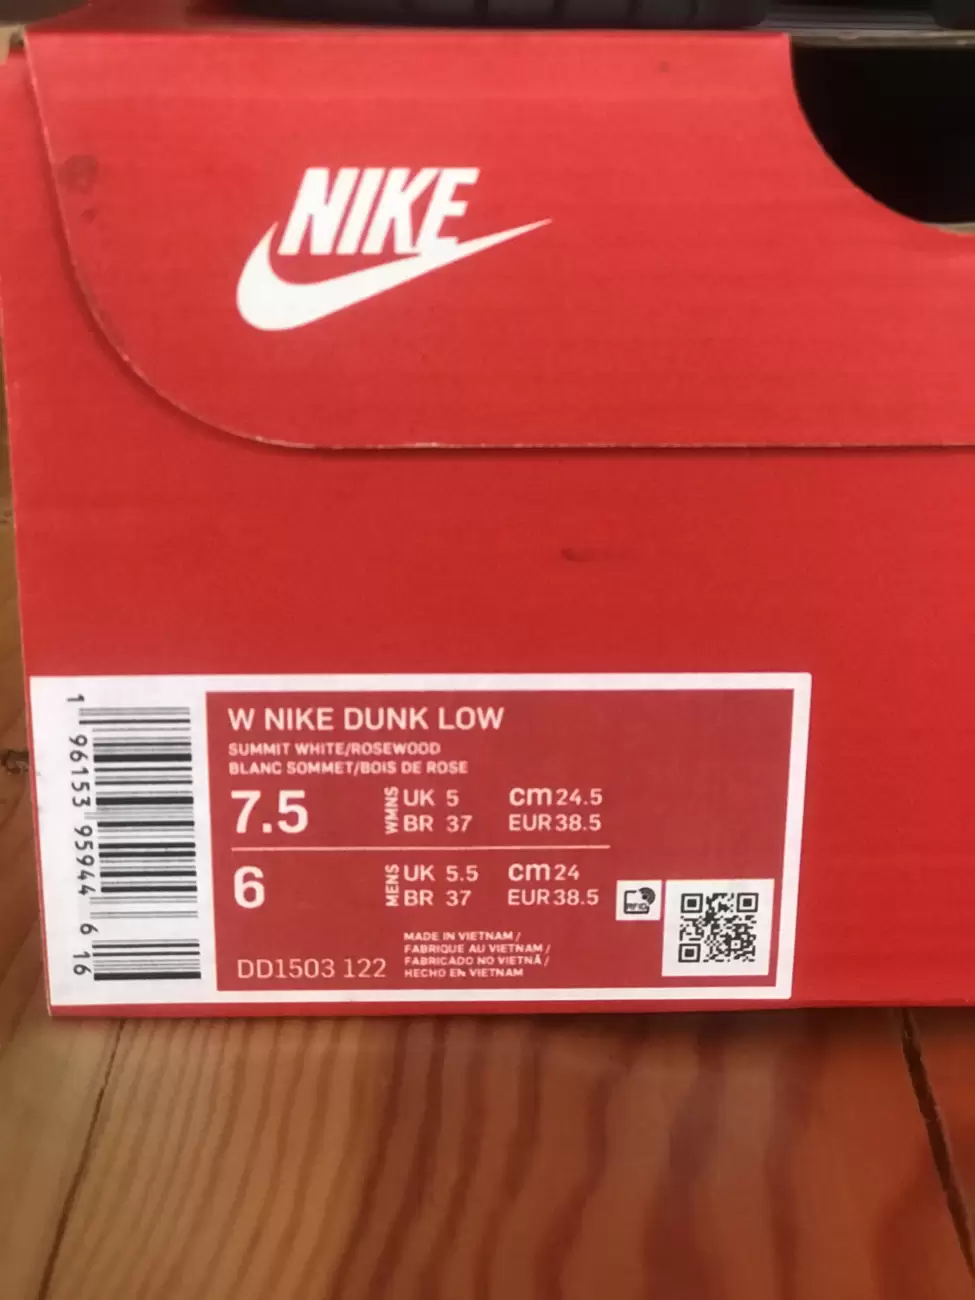 NIKE
1 96153 95944 6 16
W NIKE DUNK LOW
SUMMIT WHITE/ROSEWOOD
BLANC SOMMET/BOIS DE ROSE
7.5 WMNS UK 5 cm 24.5
BR 37 EUR 38.5
6 MENS UK 5.5 cm 24
BR 37 EUR 38.5
MADE IN VIETNAM /
FABRIQUE AU VIETNAM /
FABRICADO NO VIETNÃ /
HECHO EN VIETNAM
DD1503 122